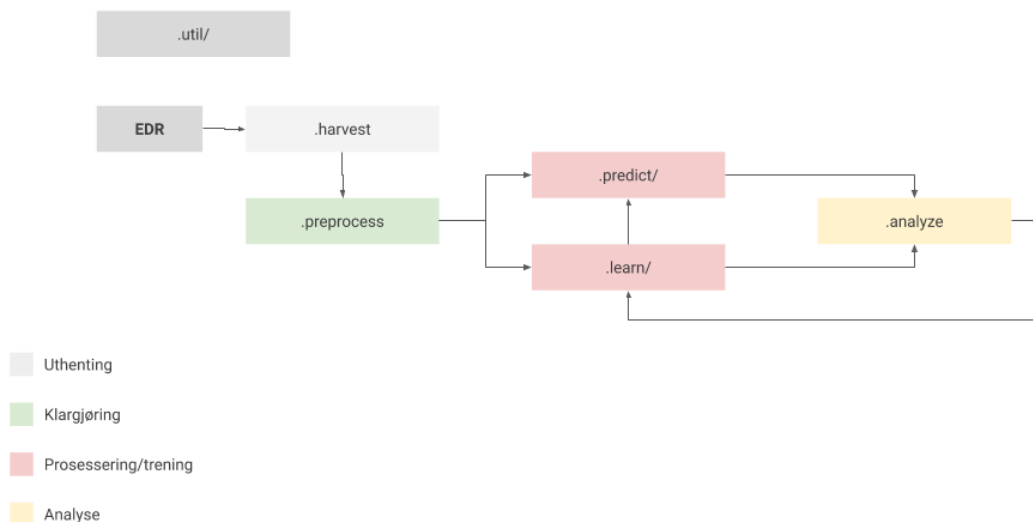 .util/
EDR
.harvest
.predict/
.preprocess
.analyze
.learn/
Uthenting
Klargjøring
Prosessering/trening
Analyse